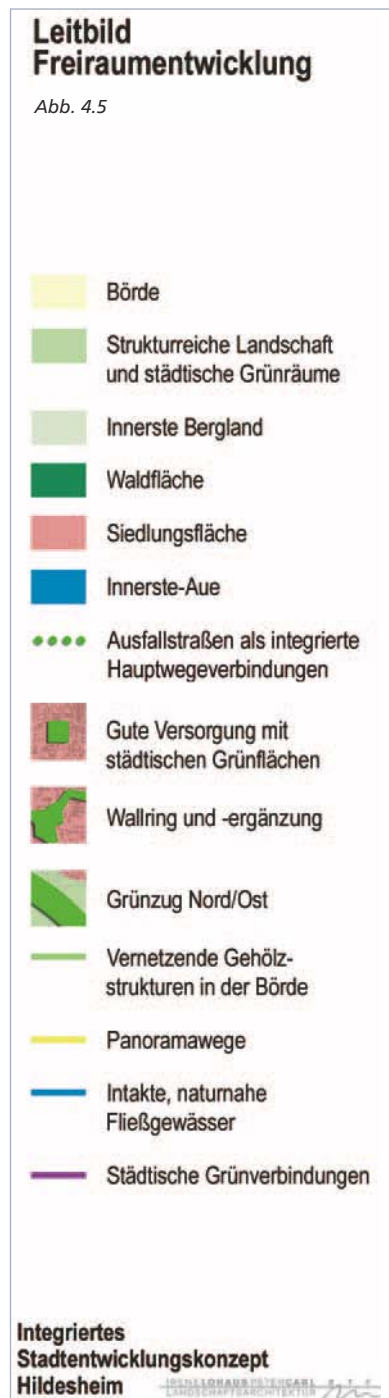 Leitbild
Freiraumentwicklung
Abb. 4.5
Börde
Strukturreiche Landschaft
und städtische Grünräume
Innerste Bergland
Waldfläche
Siedlungsfläche
Innerste-Aue
Ausfallstraßen als integrierte
Hauptwegeverbindungen
Gute Versorgung mit
städtischen Grünflächen
Wallring und -ergänzung
Grünzug Nord/Ost
Vernetzende Gehölz-
strukturen in der Börde
Panoramawege
Intakte, naturnahe
Fließgewässer
Städtische Grünverbindungen
Integriertes
Stadtentwicklungskonzept
Hildesheim
IRENELOHAUSPETERCARL
LANDSCHAFTSARCHITEKTUR